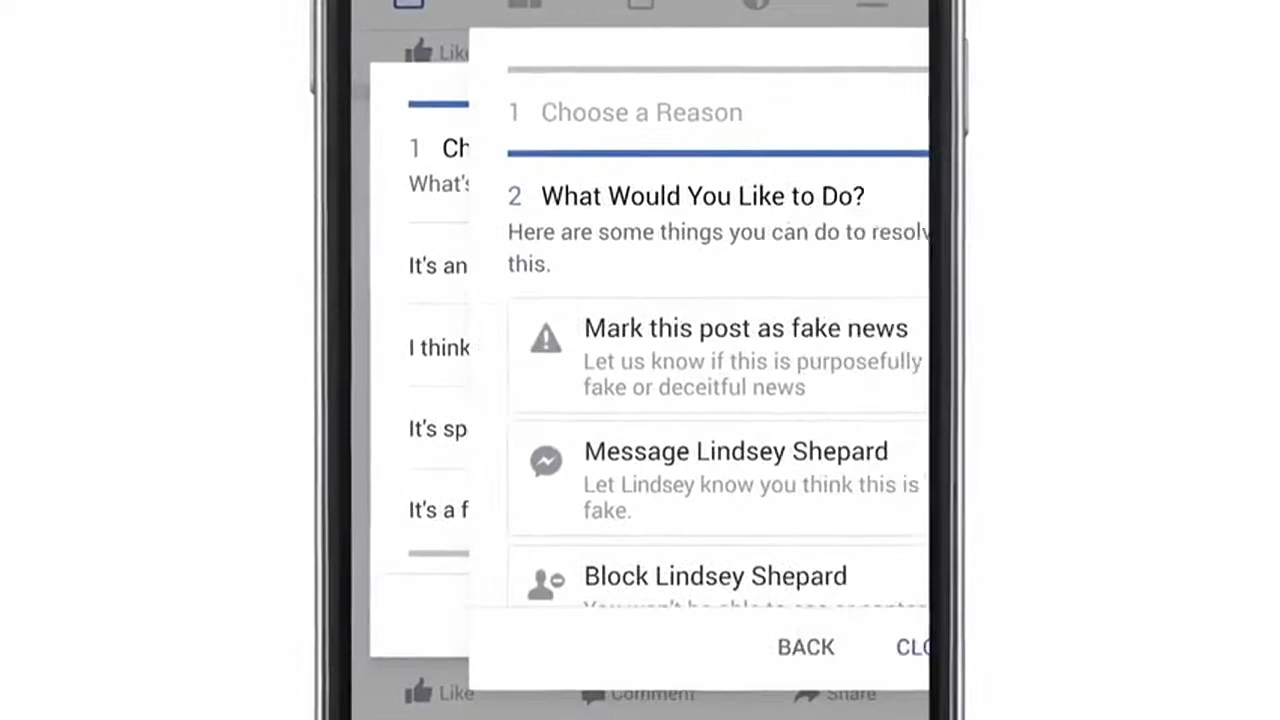 Like
1 Choose a Reason
2 What Would You Like to Do?
Here are some things you can do to resolv
this.
Mark this post as fake news
Let us know if this is purposefully
fake or deceitful news
Message Lindsey Shepard
Let Lindsey know you think this is
fake.
Block Lindsey Shepard
BACK CLO
1 Ch
What's
It's an
I think
It's sp
It's a f
Like Comment Share